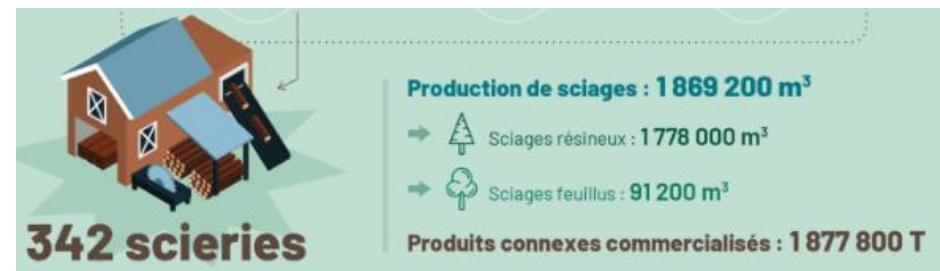 Production de sciages : 1 869 200 m³
Sciages résineux : 1 778 000 m³
Sciages feuillus : 91 200 m³
342 scieries
Produits connexes commercialisés : 1 877 800 T